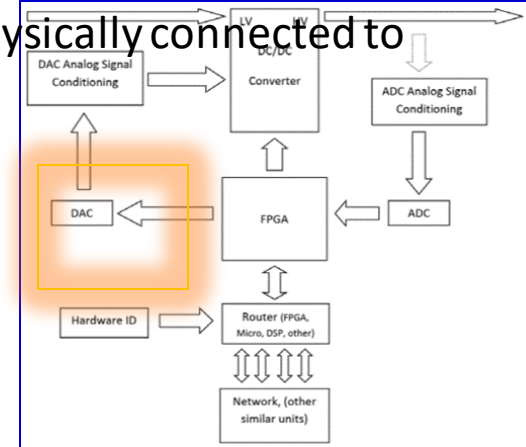 ysically connected to
LV HV
DC/DC
Converter
DAC Analog Signal
Conditioning
ADC Analog Signal
Conditioning
DAC
FPGA
ADC
Hardware ID
Router (FPGA,
Micro, DSP, other)
Network, (other
similar units)